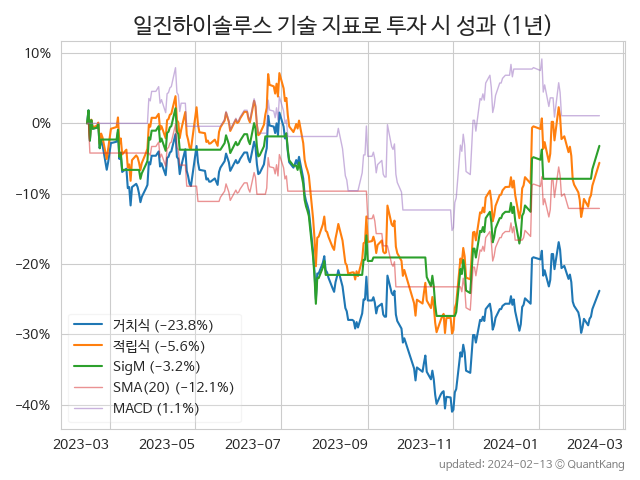 일진하이솔루스 기술 지표로 투자 시 성과 (1년)
10%
0%
−10%
−20%
−30%
−40%
거치식 (−23.8%)
적립식 (−5.6%)
SigM (−3.2%)
SMA(20) (−12.1%)
MACD (1.1%)
2023-03 2023-05 2023-07 2023-09 2023-11 2024-01 2024-03
updated: 2024-02-13 © QuantKang